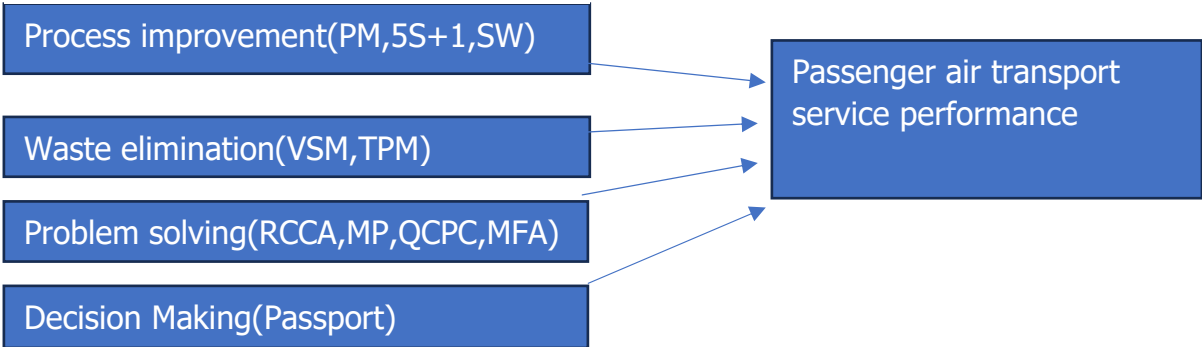 Process improvement(PM,5S+1,SW)
Waste elimination(VSM,TPM)
Problem solving(RCCA,MP,QCPC,MFA)
Decision Making(Passport)
Passenger air transport
service performance